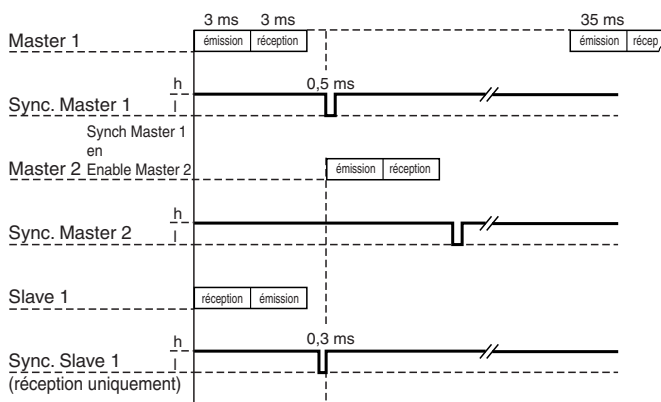 3 ms 3 ms 35 ms
Master 1 émission réception émission récep
h
0,5 ms
Sync. Master 1 l
Synch Master 1
en
Master 2 Enable Master 2 émission réception
h
Sync. Master 2 l
Slave 1 réception émission
h
0,3 ms
Sync. Slave 1 l
(réception uniquement)